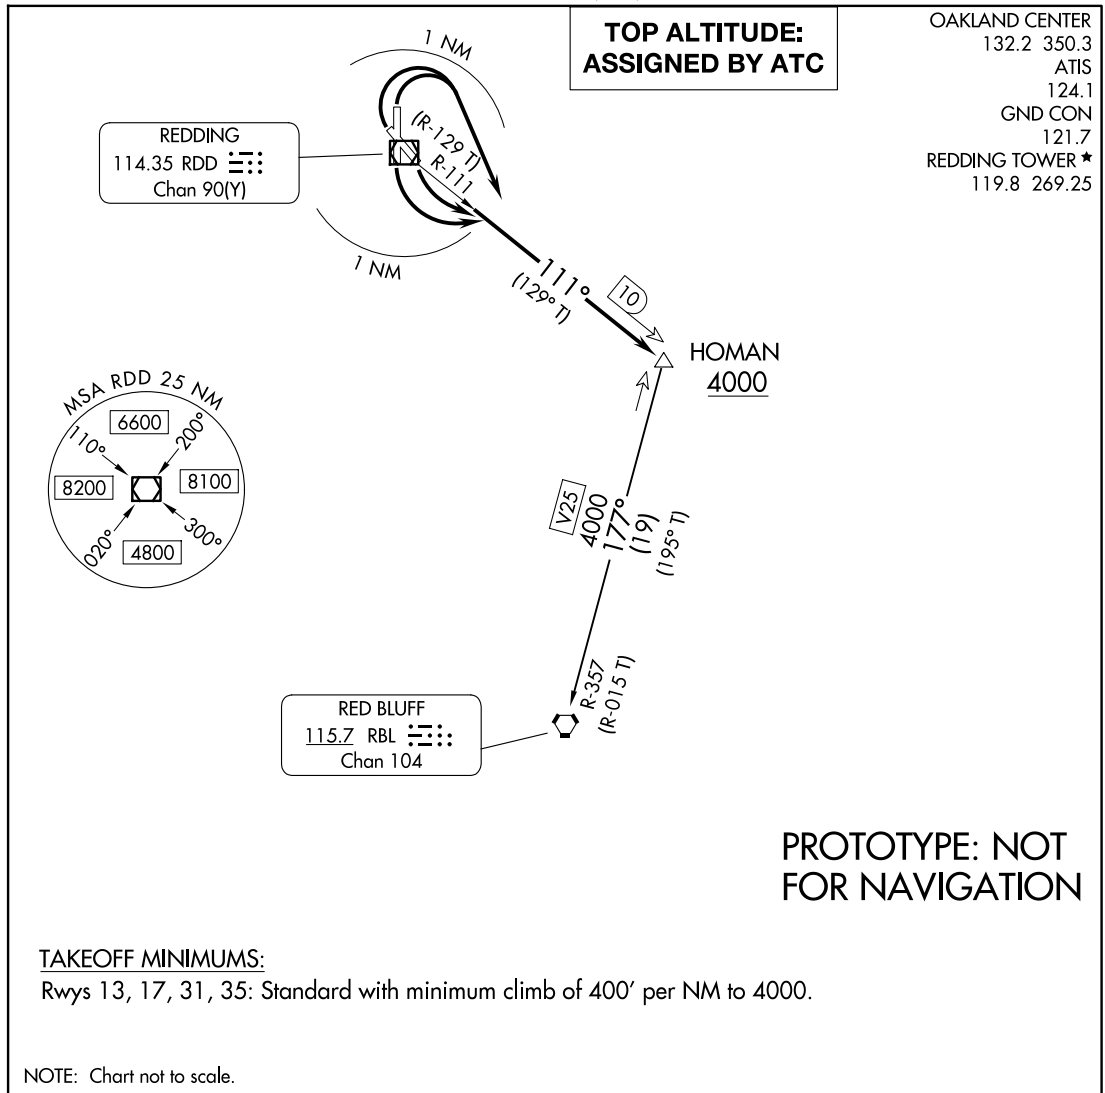 TOP ALTITUDE:
ASSIGNED BY ATC
OAKLAND CENTER
132.2 350.3
ATIS
124.1
GND CON
121.7
REDDING TOWER ★
119.8 269.25
1 NM
REDDING
114.35 RDD
Chan 90(Y)
(R-129 T)
R-111
1 NM
111°
(129° T)
10
HOMAN
4000
MSA RDD 25 NM
6600
110°
200°
8200
8100
020°
300°
4800
V25
4000
177°
(19)
(195° T)
R-357
(R-015 T)
RED BLUFF
115.7 RBL
Chan 104
PROTOTYPE: NOT
FOR NAVIGATION
TAKEOFF MINIMUMS:
Rwys 13, 17, 31, 35: Standard with minimum climb of 400' per NM to 4000.
NOTE: Chart not to scale.